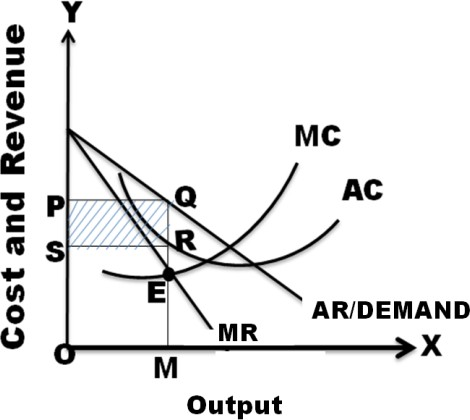 Y
Cost and Revenue
MC
AC
P
Q
S
R
E
AR/DEMAND
MR
O
X
M
Output